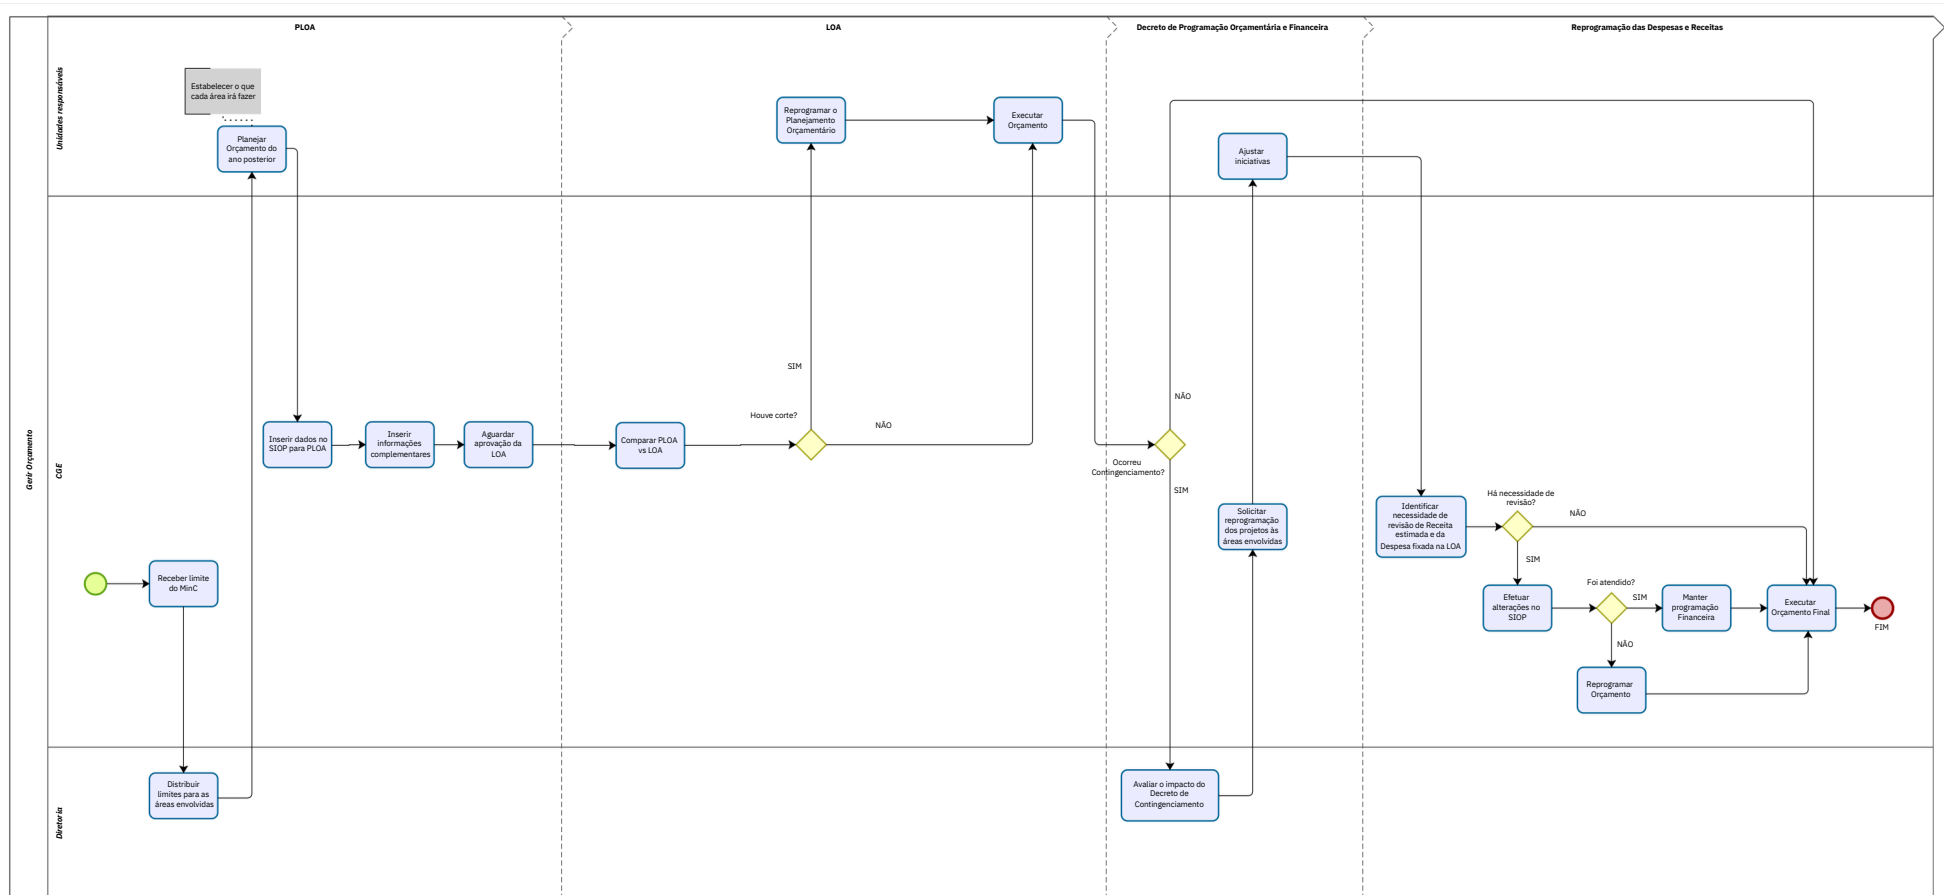 PLOA
LOA
Decreto de Programação Orçamentária e Financeira
Reprogramação das Despesas e Receitas
Gerir Orçamento
Unidades responsáveis
Estabelecer o que
cada área irá fazer
Planejar
Orçamento do
ano posterior
Reprogramar o
Planejamento
Orçamentário
Executar
Orçamento
Ajustar
iniciativas
CGE
Receber limite
do MinC
Inserir dados no
SIOP para PLOA
Inserir
informações
complementares
Aguardar
aprovação da
LOA
Comparar PLOA
vs LOA
Houve corte?
SIM
NÃO
Ocorreu
Contingenciamento?
NÃO
SIM
Solicitar
reprogramação
dos projetos às
áreas envolvidas
Identificar
necessidade de
revisão de Receita
estimada e da
Despesa fixada na LOA
Há necessidade de
revisão?
NÃO
SIM
Efetuar
alterações no
SIOP
Foi atendido?
SIM
NÃO
Manter
programação
Financeira
Reprogramar
Orçamento
Executar
Orçamento Final
FIM
Diretoria
Distribuir
limites para as
áreas envolvidas
Avaliar o impacto do
Decreto de
Contingenciamento